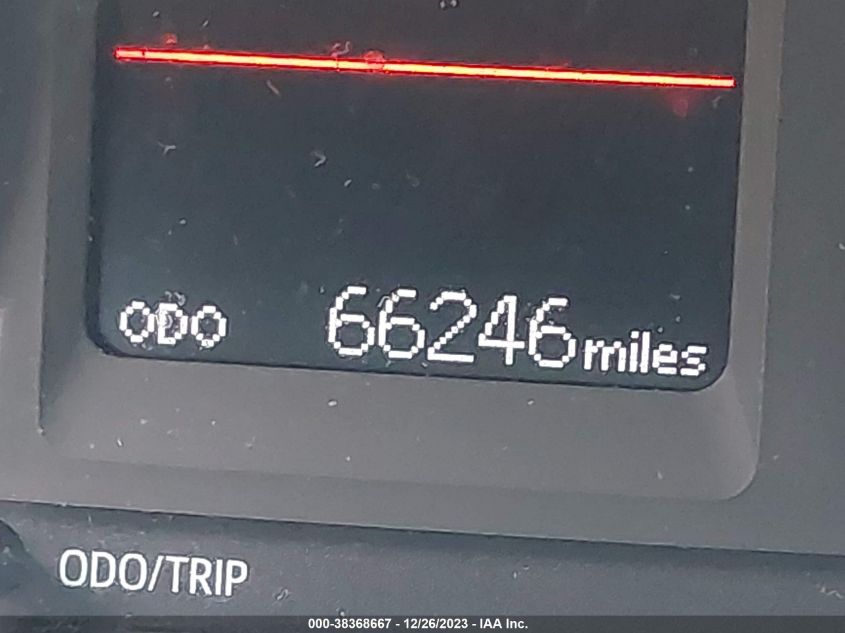 ODO 66246 miles
ODO/TRIP
000-38368667 - 12/26/2023 - IAA Inc.